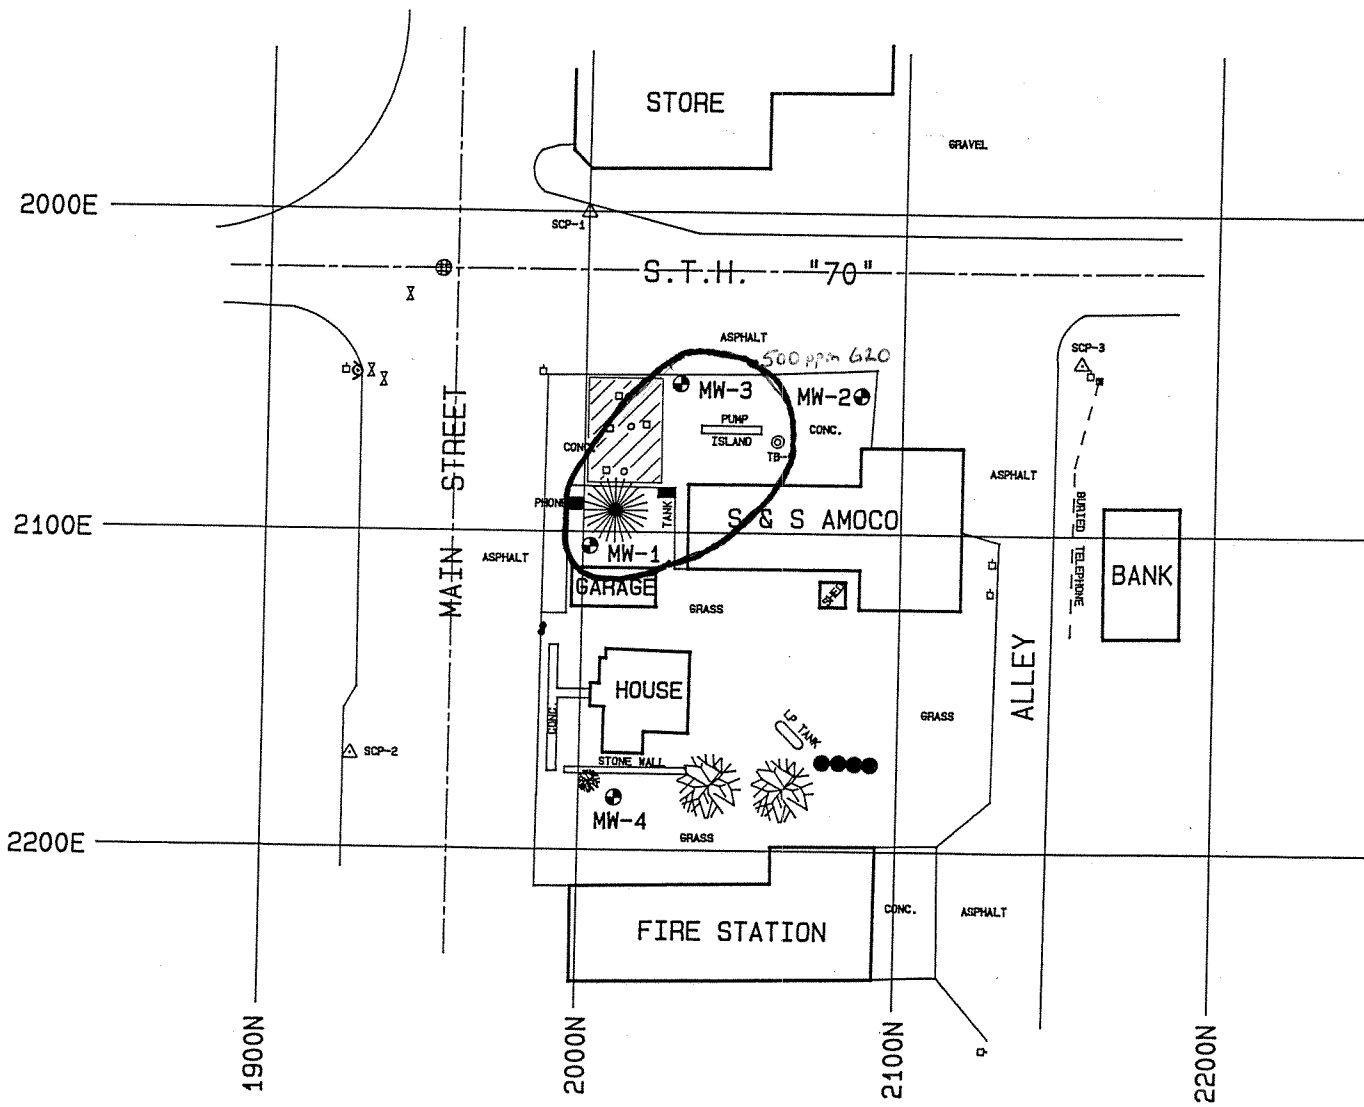 STORE
GRAVEL
2000E
SCP-1
S.T.H. "70"
ASPHALT
500 ppm G20
SCP-3
MW-3
MW-2
PUMP
ISLAND
CONC.
CONC.
TB-
ASPHALT
MAIN STREET
PHONE
TANK
S & S AMOCO
2100E
ASPHALT
MW-1
GARAGE
GRASS
SHED
BURIED TELEPHONE
BANK
HOUSE
CONC.
ALLEY
LP TANK
GRASS
SCP-2
STONE WALL
MW-4
GRASS
2200E
FIRE STATION
CONC.
ASPHALT
1900N
2000N
2100N
2200N